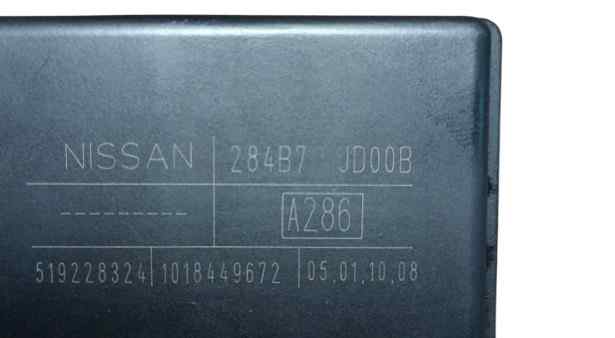 NISSAN 284B7 JD00B
---------- A286
519228324 1018449672 05,01,10,08